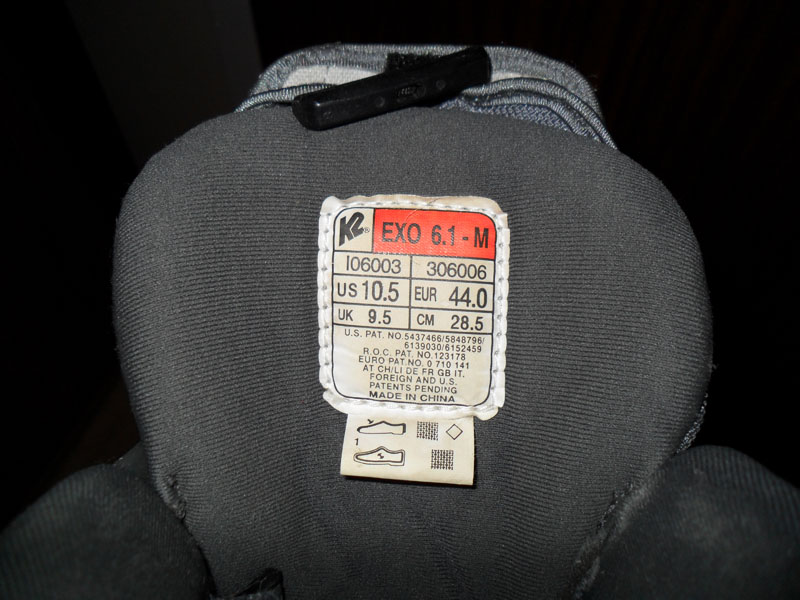 K2® EXO 6.1 - M
I06003 306006
US 10.5 EUR 44.0
UK 9.5 CM 28.5
U.S. PAT. NO.5437466/5848796/
6139030/6152459
R.O.C. PAT. NO.123178
EURO PAT.NO. 0 710 141
AT CH/LI DE FR GB IT.
FOREIGN AND U.S.
PATENTS PENDING
MADE IN CHINA
1